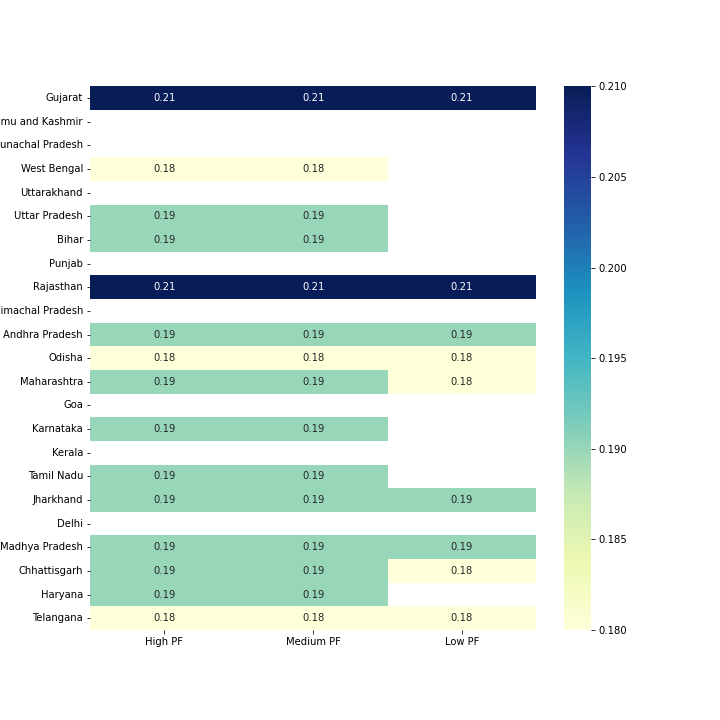 Gujarat 0.21 0.21 0.21 0.210
mu and Kashmir
unachal Pradesh
0.205
West Bengal 0.18 0.18
Uttarakhand
Uttar Pradesh 0.19 0.19
Bihar 0.19 0.19
Punjab 0.200
Rajasthan 0.21 0.21 0.21
imachal Pradesh
Andhra Pradesh 0.19 0.19 0.19
Odisha 0.18 0.18 0.18 0.195
Maharashtra 0.19 0.19 0.18
Goa
Karnataka 0.19 0.19
Kerala 0.190
Tamil Nadu 0.19 0.19
Jharkhand 0.19 0.19 0.19
Delhi
0.185
Madhya Pradesh 0.19 0.19 0.19
Chhattisgarh 0.19 0.19 0.18
Haryana 0.19 0.19
Telangana 0.18 0.18 0.18
0.180
High PF Medium PF Low PF